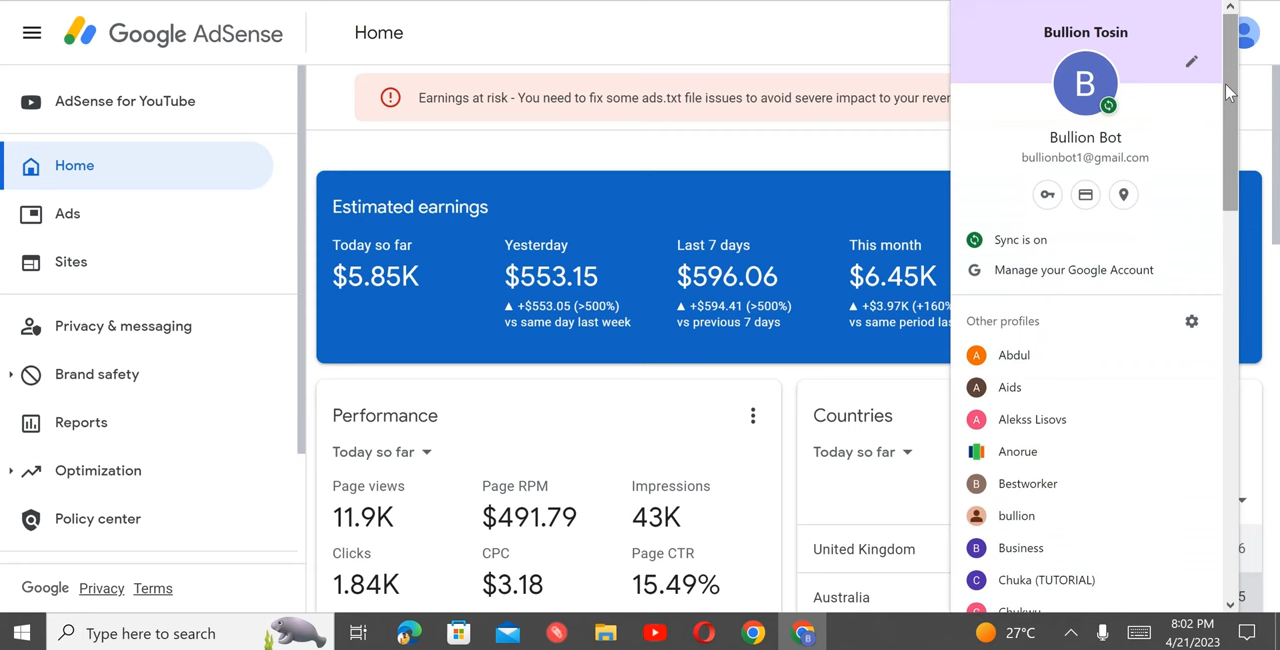 Google AdSense
Home
AdSense for YouTube
Home
Ads
Sites
Privacy & messaging
Brand safety
Reports
Optimization
Policy center
Google Privacy Terms
Earnings at risk - You need to fix some ads.txt file issues to avoid severe impact to your
Estimated earnings
Today so far Yesterday Last 7 days This month
$5.85K $553.15 $596.06 $6.45K
▲ +$553.05 (>500%) ▲ +$594.41 (>500%) ▲ +$3.97K (+160%
vs same day last week vs previous 7 days vs same period
Performance
Today so far
Page views Page RPM Impressions
11.9K $491.79 43K
Clicks CPC Page CTR
1.84K $3.18 15.49%
Countries
Today so far
United Kingdom
Australia
6
5
Bullion Tosin
B
Bullion Bot
bullionbot1@gmail.com
Sync is on
G Manage your Google Account
Other profiles
A Abdul
A Aids
A Alekss Lisovs
Anorue
B Bestworker
bullion
B Business
C Chuka (TUTORIAL)
Type here to search
B
27°C
8:02 PM
4/21/2023